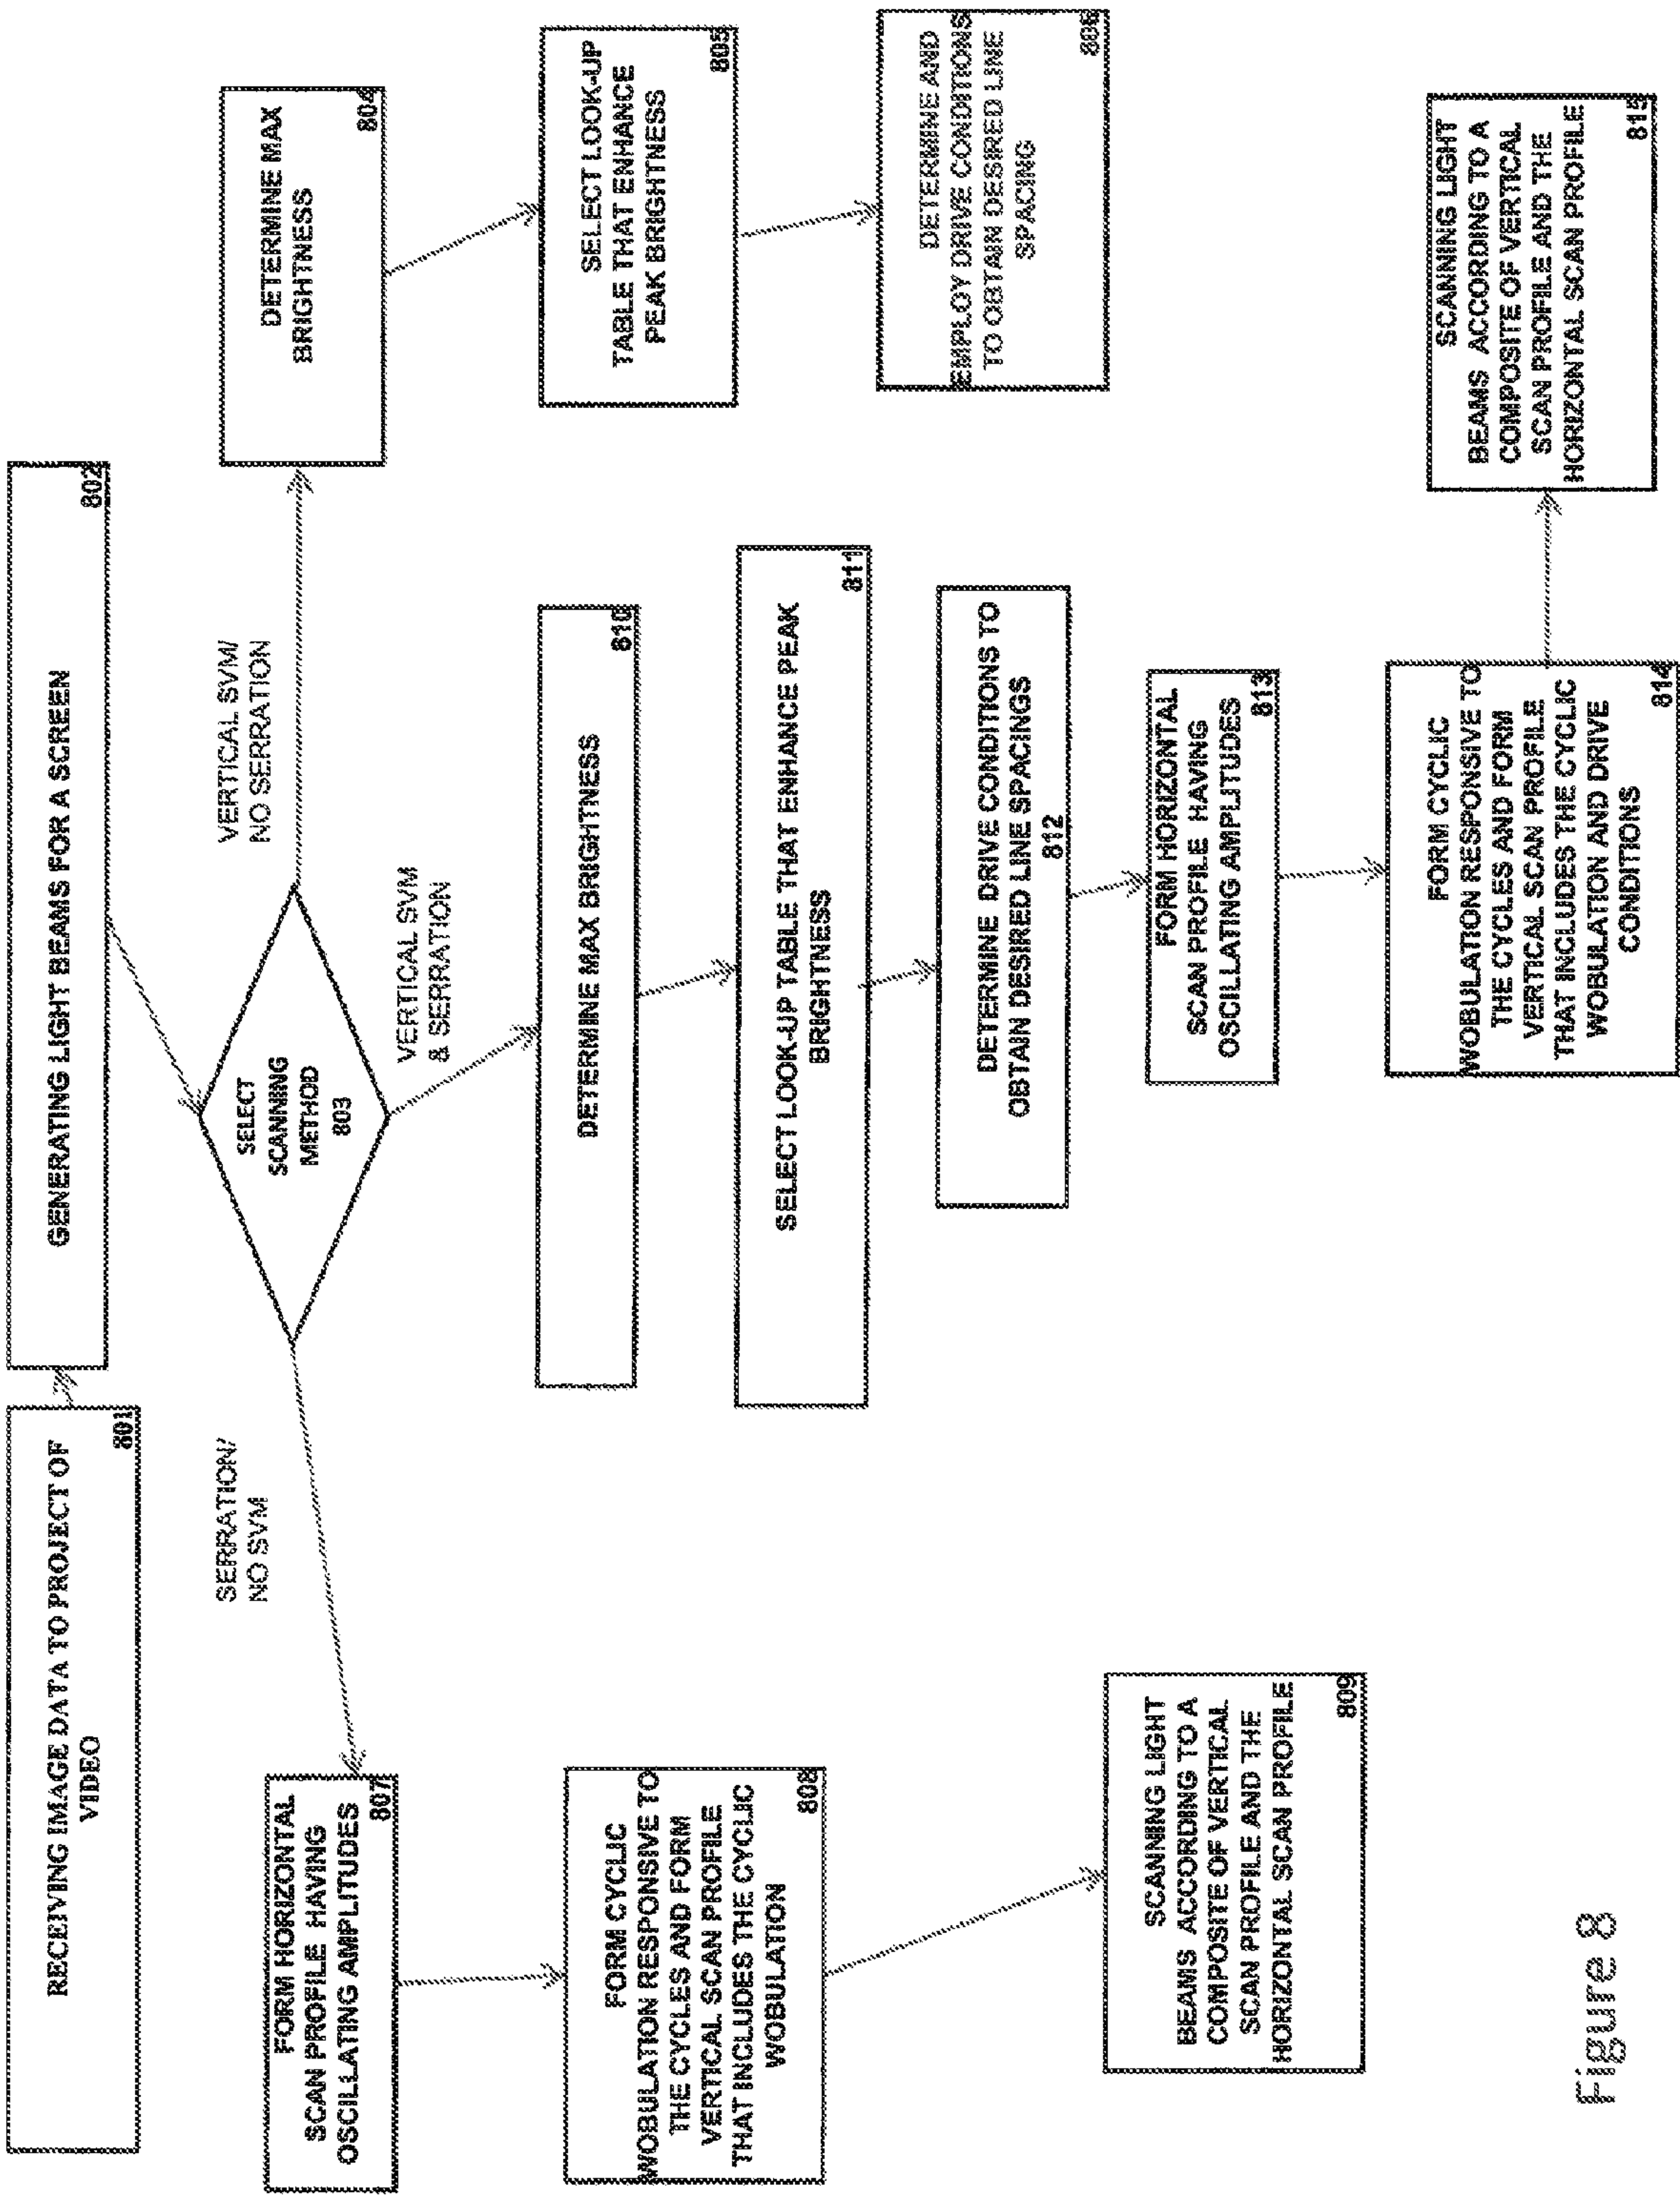 RECEIVING IMAGE DATA TO PROJECT OF
VIDEO
801
GENERATING LIGHT BEAMS FOR A SCREEN
802
SELECT
SCANNING
METHOD
803
SERRATION/
NO SVM
VERTICAL SVM
& SERRATION
VERTICAL SVM/
NO SERRATION
DETERMINE MAX
BRIGHTNESS
804
SELECT LOOK-UP
TABLE THAT ENHANCE
PEAK BRIGHTNESS
805
DETERMINE AND
EMPLOY DRIVE CONDITIONS
TO OBTAIN DESIRED LINE
SPACING
806
FORM HORIZONTAL
SCAN PROFILE HAVING
OSCILLATING AMPLITUDES
807
FORM CYCLIC
WOBULATION RESPONSIVE TO
THE CYCLES AND FORM
VERTICAL SCAN PROFILE
THAT INCLUDES THE CYCLIC
WOBULATION
808
SCANNING LIGHT
BEAMS ACCORDING TO A
COMPOSITE OF VERTICAL
SCAN PROFILE AND THE
HORIZONTAL SCAN PROFILE
809
DETERMINE MAX BRIGHTNESS
810
SELECT LOOK-UP TABLE THAT ENHANCE PEAK
BRIGHTNESS
811
DETERMINE DRIVE CONDITIONS TO
OBTAIN DESIRED LINE SPACINGS
812
FORM HORIZONTAL
SCAN PROFILE HAVING
OSCILLATING AMPLITUDES
813
FORM CYCLIC
WOBULATION RESPONSIVE TO
THE CYCLES AND FORM
VERTICAL SCAN PROFILE
THAT INCLUDES THE CYCLIC
WOBULATION AND DRIVE
CONDITIONS
814
SCANNING LIGHT
BEAMS ACCORDING TO A
COMPOSITE OF VERTICAL
SCAN PROFILE AND THE
HORIZONTAL SCAN PROFILE
815
Figure 8